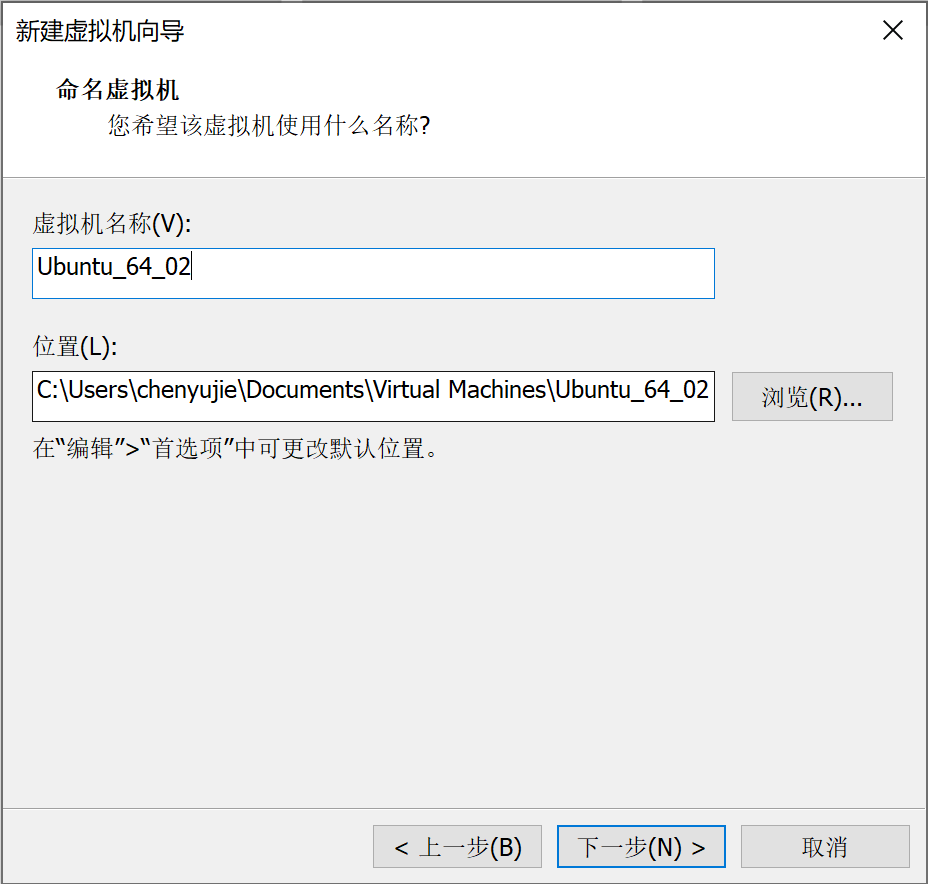 新建虚拟机向导
命名虚拟机
您希望该虚拟机使用什么名称?
虚拟机名称(V):
Ubuntu_64_02
位置(L):
C:\Users\chenyujie\Documents\Virtual Machines\Ubuntu_64_02
浏览(R)...
在“编辑”>“首选项”中可更改默认位置。
< 上一步(B)
下一步(N) >
取消